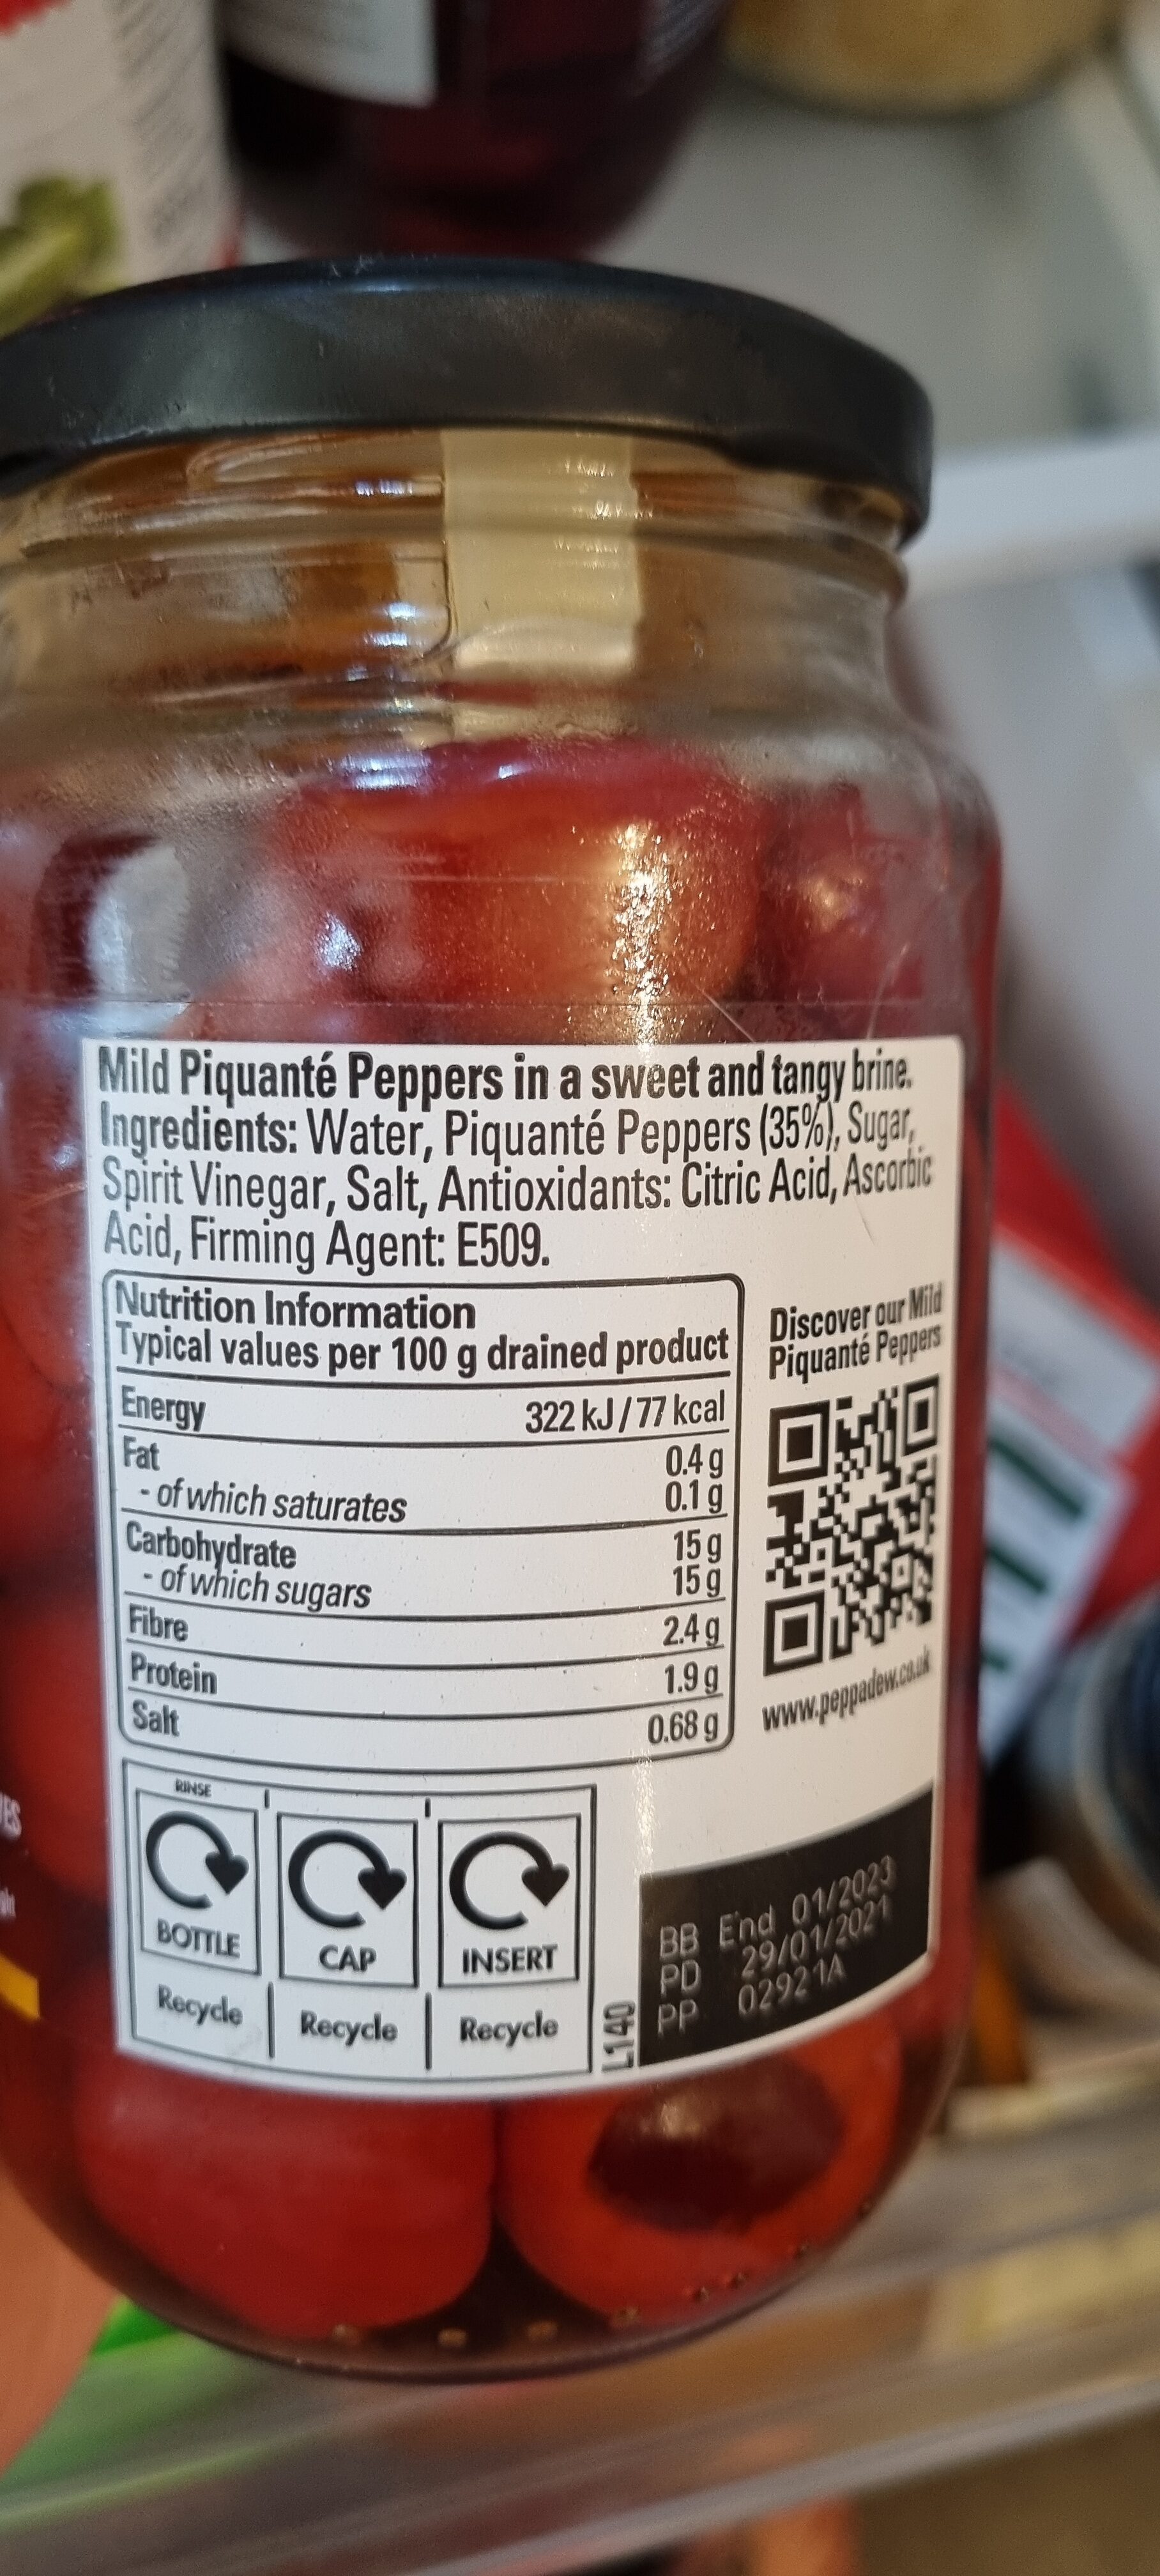 Mild Piquanté Peppers in a sweet and tangy brine.
Ingredients: Water, Piquanté Peppers (35%), Sugar,
Spirit Vinegar, Salt, Antioxidants: Citric Acid, Ascorbic
Acid, Firming Agent: E509.
Nutrition Information
Typical values per 100 g drained product
Energy 322 kJ / 77 kcal
Fat 0.4 g
- of which saturates 0.1 g
Carbohydrate 15 g
- of which sugars 15 g
Fibre 2.4 g
Protein 1.9 g
Salt 0.68 g
Discover our Mild
Piquanté Peppers
www.peppadew.co.uk
RINSE
BOTTLE
Recycle
CAP
Recycle
INSERT
Recycle
L140
BB End 01/2023
PD 29/01/2021
PP 02921A